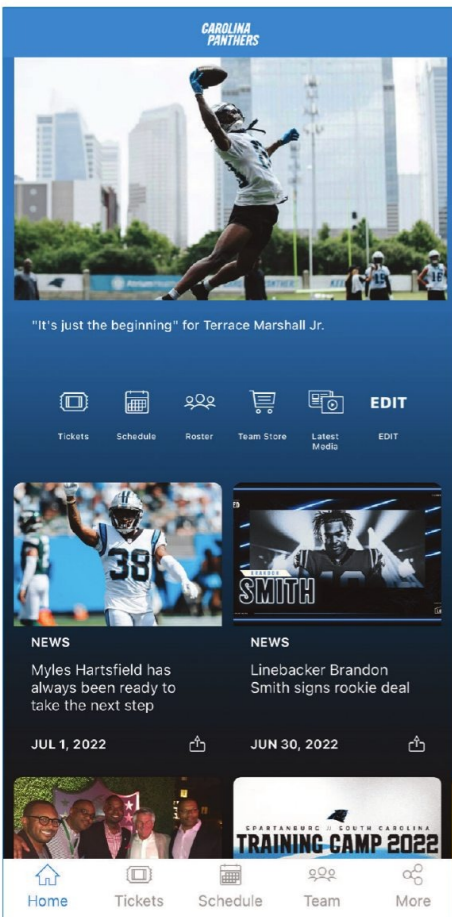 CAROLINA
PANTHERS
"It's just the beginning" for Terrace Marshall Jr.
EDIT
Tickets
Schedule
Roster
Team Store
Latest
Media
EDIT
38
SMITH
NEWS
Myles Hartsfield has
always been ready to
take the next step
JUL 1, 2022
NEWS
Linebacker Brandon
Smith signs rookie deal
JUN 30, 2022
SPARTANBURG // SOUTH CAROLINA
TRAINING CAMP 2022
Home
Tickets
Schedule
Team
More